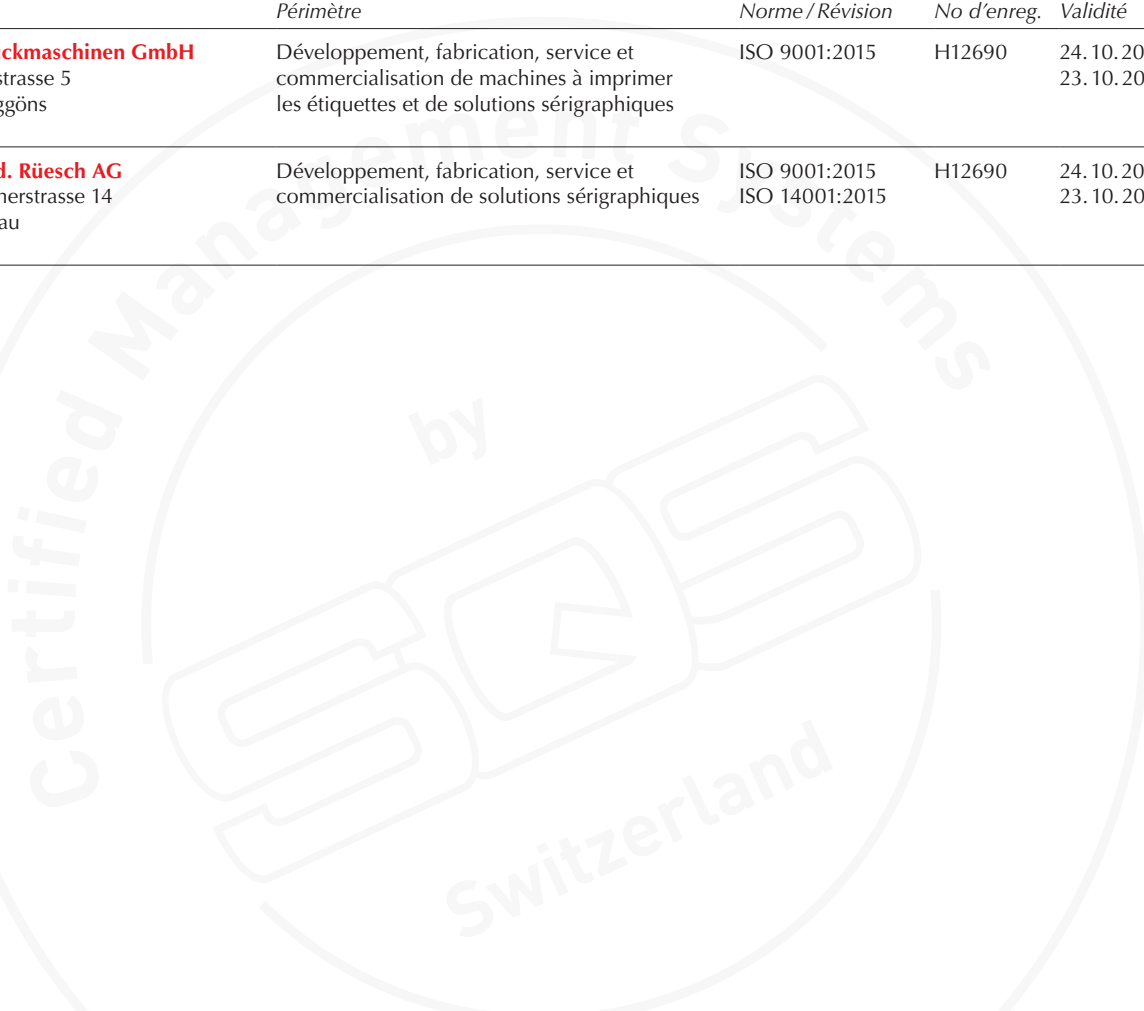 Périmètre Norme / Révision No d'enreg. Validité
ckmaschinen GmbH Développement, fabrication, service et ISO 9001:2015 H12690 24.10.20
strasse 5 commercialisation de machines à imprimer 23.10.20
ggöns les étiquettes et de solutions sérigraphiques
d. Rüesch AG Développement, fabrication, service et ISO 9001:2015 H12690 24.10.20
nerstrasse 14 commercialisation de solutions sérigraphiques ISO 14001:2015 23.10.20
au
Certified Management Systems
by
SQS
Switzerland